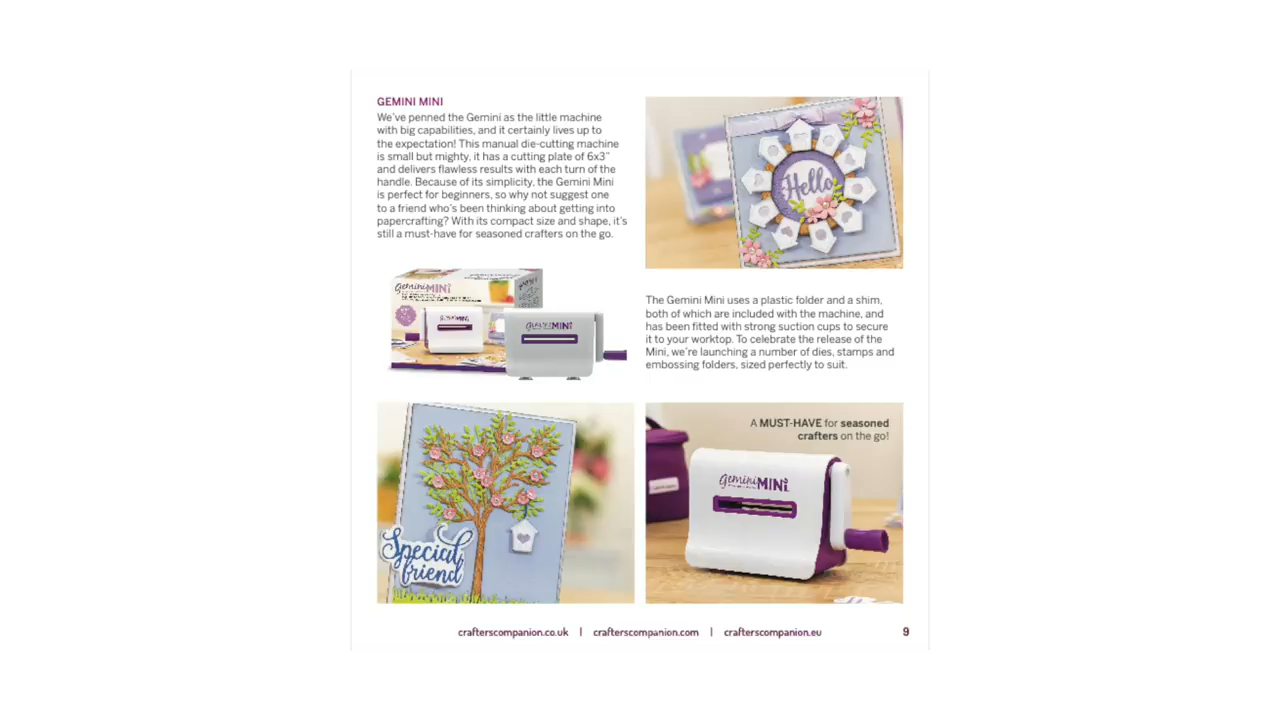 GEMINI MINI
We've penned the Gemini as the little machine
with big capabilities, and it certainly lives up to
the expectation! This manual die-cutting machine
is small but mighty, it has a cutting plate of 6x3"
and delivers flawless results with each turn of the
handle. Because of its simplicity, the Gemini Mini
is perfect for beginners, so why not suggest one
to a friend who's been thinking about getting into
papercrafting? With its compact size and shape, it's
still a must-have for seasoned crafters on the go.
gemini MINI
gemini MINI
gemini MINI
Special
friend
Hello
The Gemini Mini uses a plastic folder and a shim,
both of which are included with the machine, and
has been fitted with strong suction cups to secure
it to your worktop. To celebrate the release of the
Mini, we're launching a number of dies, stamps and
embossing folders, sized perfectly to suit.
A MUST-HAVE for seasoned
crafters on the go!
gemini MINI
crafterscompanion.co.uk | crafterscompanion.com | crafterscompanion.eu 9